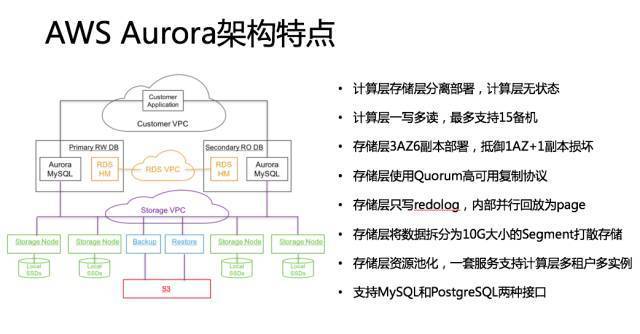 AWS Aurora架构特点
Customer
Application
Customer VPC
Primary RW DB
Secondary RO DB
Aurora
MySQL
RDS
HM
RDS VPC
RDS
HM
Aurora
MySQL
Storage VPC
Storage Node
Storage Node
Backup
Restore
Storage Node
Storage Node
Local
SSDs
Local
SSDs
Local
SSDs
Local
SSDs
S3
• 计算层存储层分离部署，计算层无状态
• 计算层一写多读，最多支持15备机
• 存储层3AZ6副本部署，抵御1AZ+1副本损坏
• 存储层使用Quorum高可用复制协议
• 存储层只写redolog，内部并行回放为page
• 存储层将数据拆分为10G大小的Segment打散存储
• 存储层资源池化，一套服务支持计算层多租户多实例
• 支持MySQL和PostgreSQL两种接口